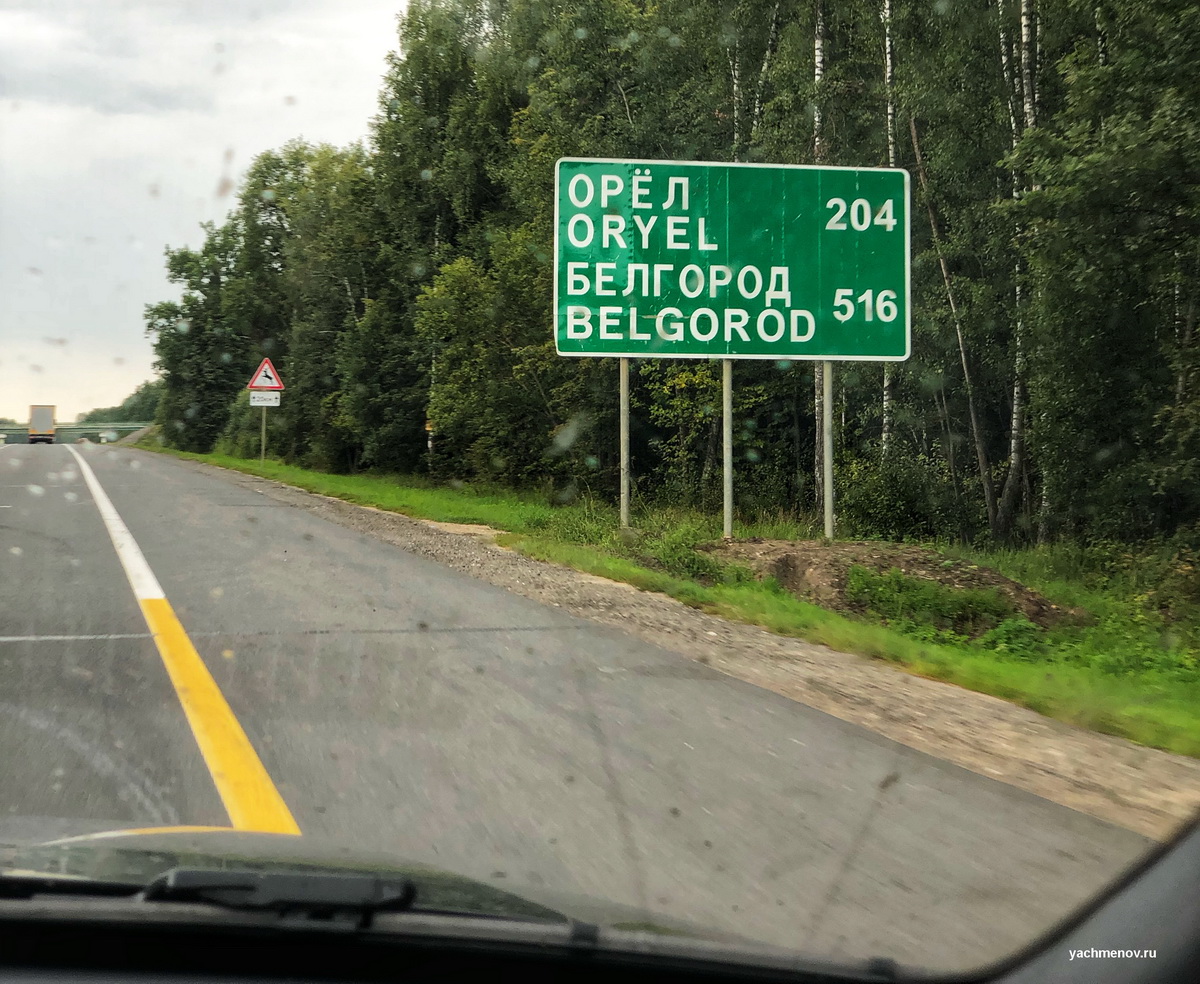 ОРЁЛ
ORYEL
204
БЕЛГОРОД
BELGOROD
516
yachmenov.ru